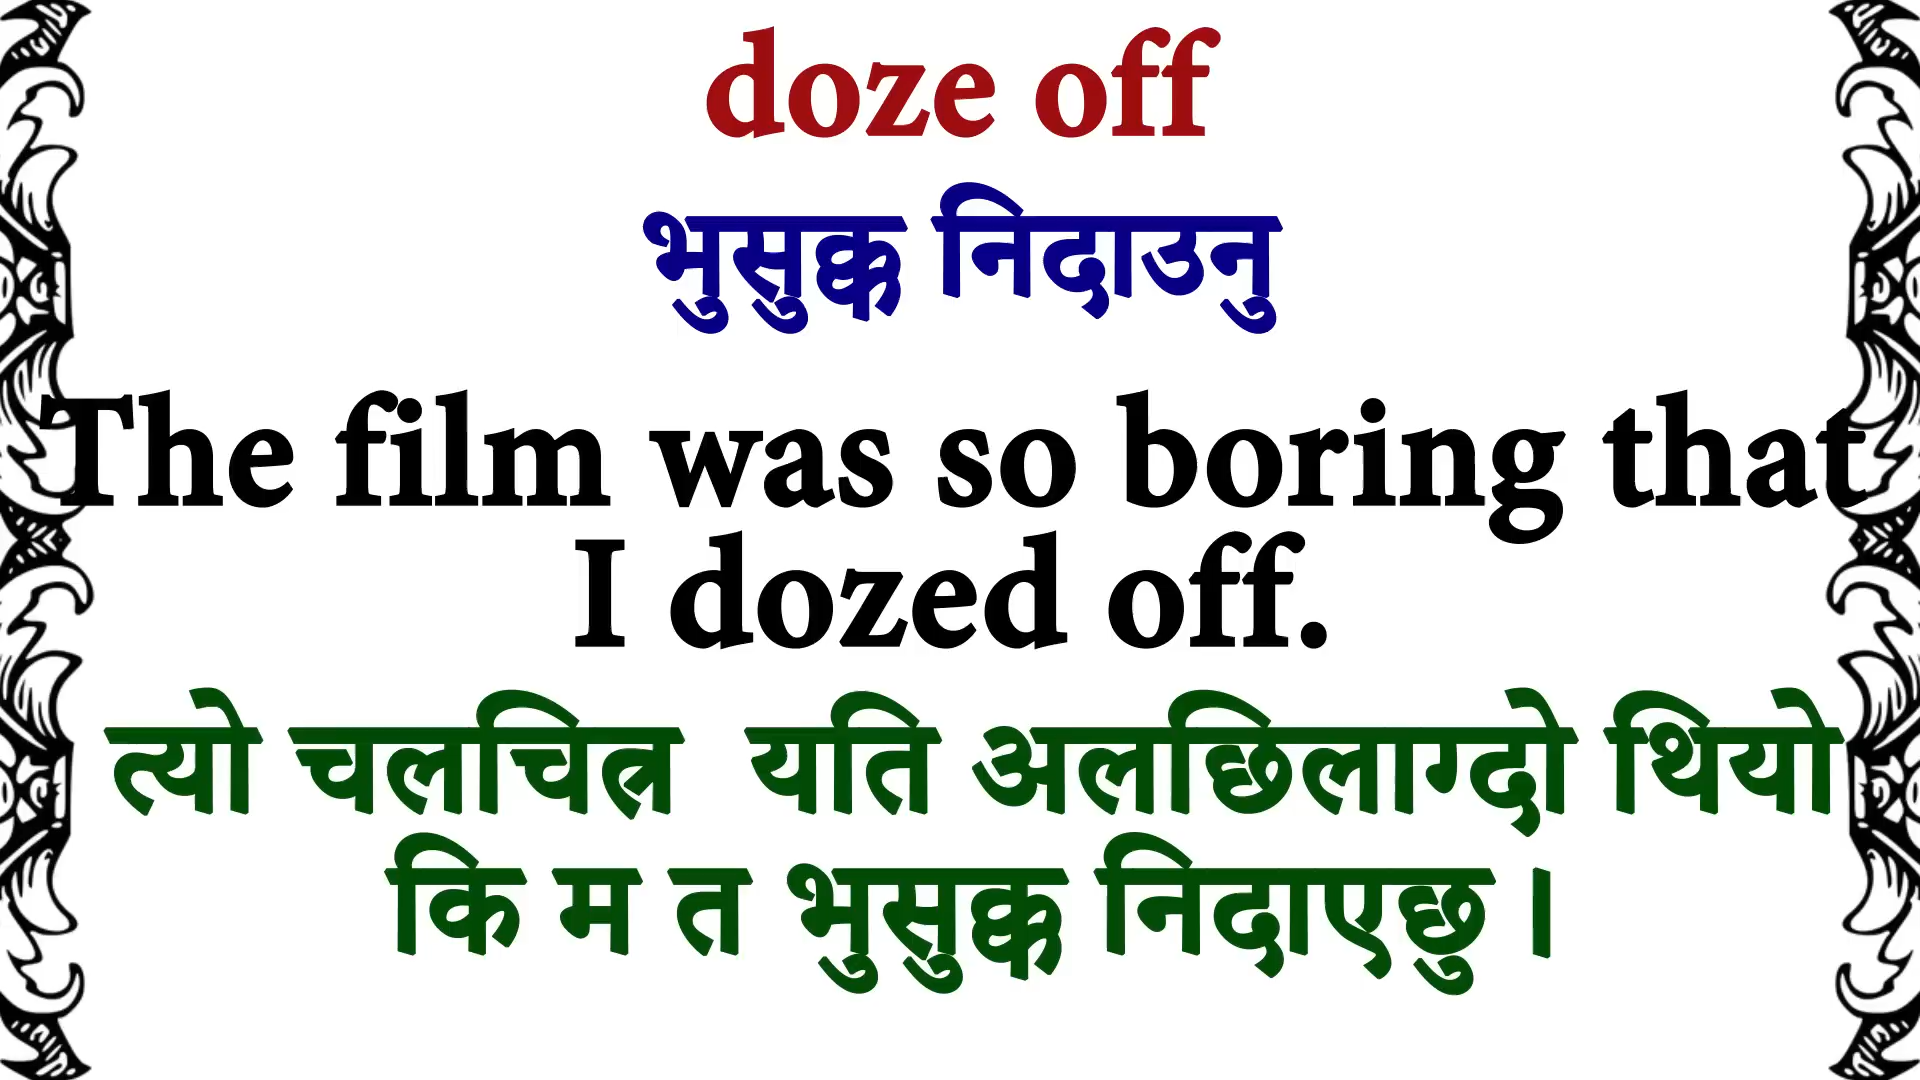 doze off
भुसुक्क निदाउनु
The film was so boring that
I dozed off.
त्यो चलचित्र  यति अलछिलाग्दो थियो
कि म त भुसुक्क निदाएछु ।